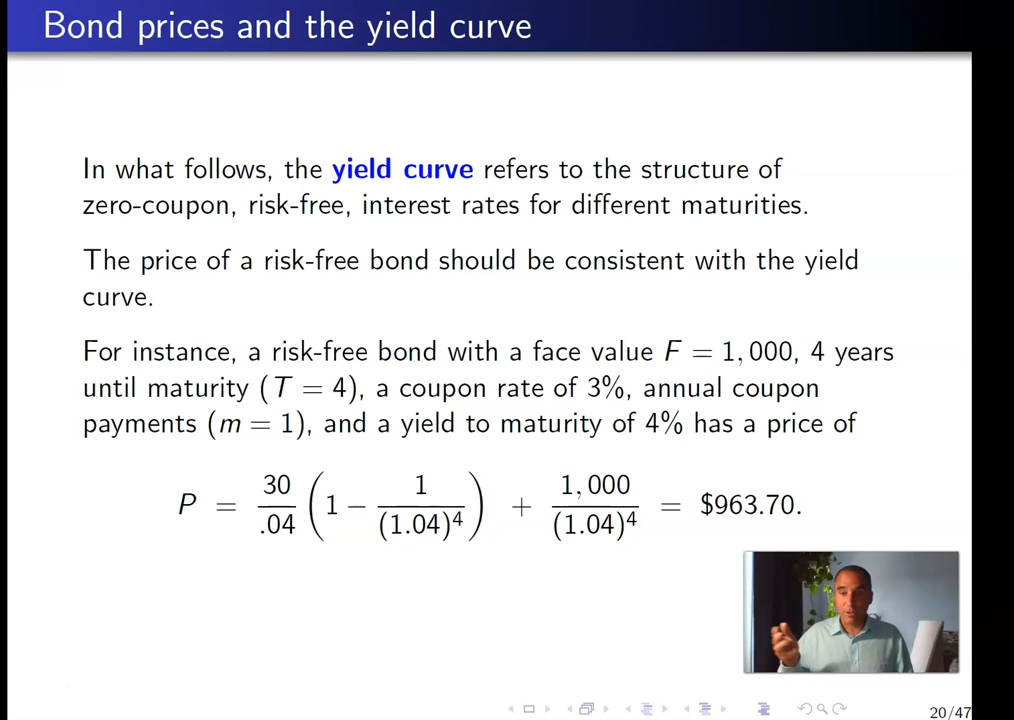 Bond prices and the yield curve
In what follows, the yield curve refers to the structure of
zero-coupon, risk-free, interest rates for different maturities.
The price of a risk-free bond should be consistent with the yield
curve.
For instance, a risk-free bond with a face value F = 1,000, 4 years
until maturity (T = 4), a coupon rate of 3%, annual coupon
payments (m = 1), and a yield to maturity of 4% has a price of
P = 30/.04 (1 − 1/(1.04)^4) + 1,000/(1.04)^4 = $963.70.
20/47